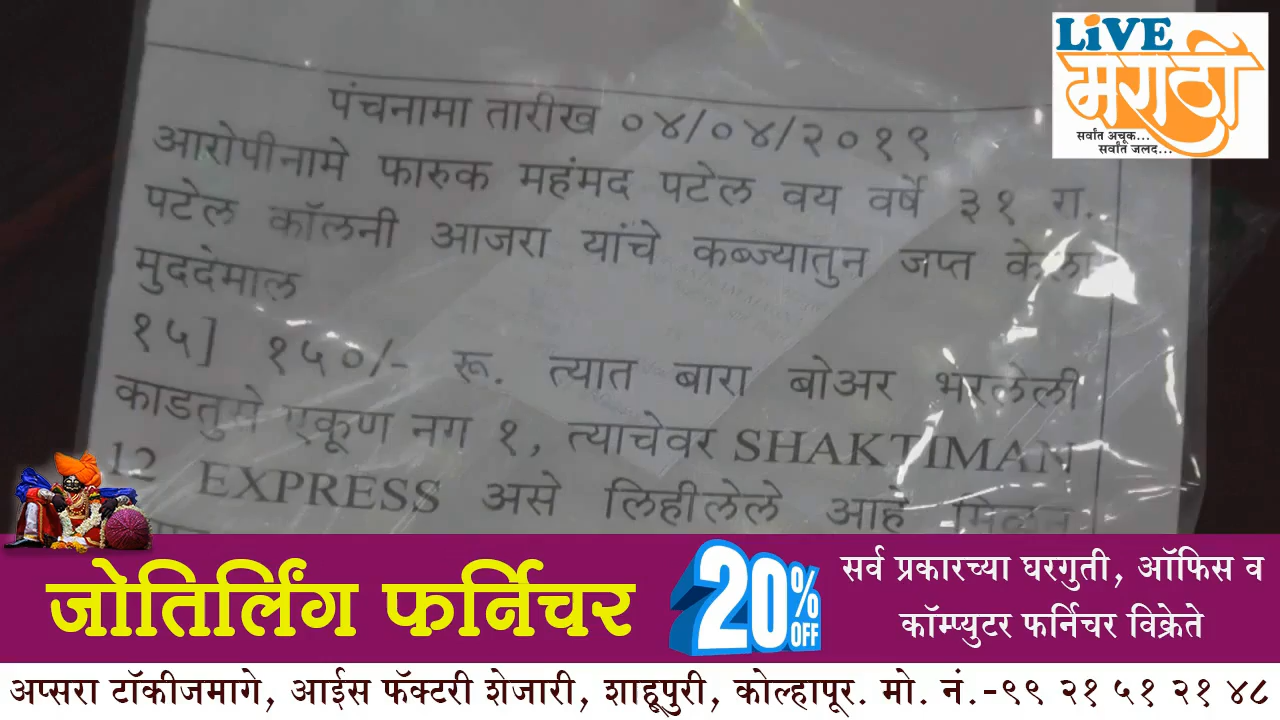 LiVE
मराठी
सर्वांत अचूक...
सर्वांत जलद...
पंचनामा तारीख ०४/०४/२०१९
आरोपीनामे फारुक महंमद पटेल वय वर्षे ३१ रा.
पटेल कॉलनी आजरा यांचे कब्ज्यातुन जप्त केला
मुददेमाल
१५] १५०/- रू. त्यात बारा बोअर भरलेली
काडतुसे एकूण नग १, त्याचेवर SHAKTIMAN
12 EXPRESS असे लिहीलेले आहे
जोतिर्लिंग फर्निचर
20% OFF
सर्व प्रकारच्या घरगुती, ऑफिस व
कॉम्प्युटर फर्निचर विक्रेते
अप्सरा टॉकीजमागे, आईस फॅक्टरी शेजारी, शाहूपुरी, कोल्हापूर. मो. नं.-९९ २१ ५१ २१ ४८